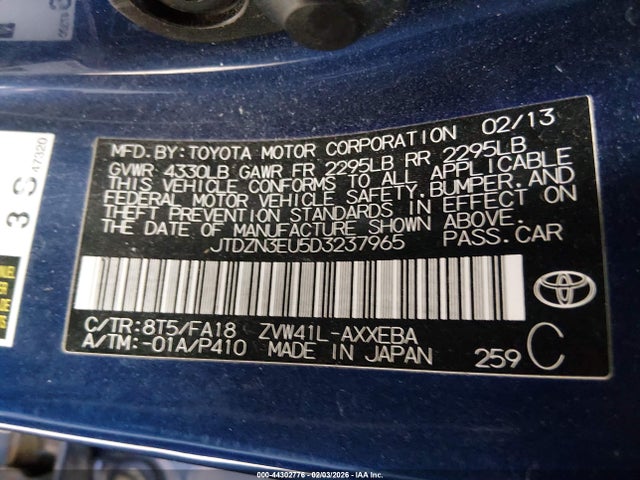 MFD.BY:TOYOTA MOTOR CORPORATION 02/13
GVWR 4330LB GAWR FR 2295LB RR 2295LB
THIS VEHICLE CONFORMS TO ALL APPLICABLE
FEDERAL MOTOR VEHICLE SAFETY, BUMPER, AND
THEFT PREVENTION STANDARDS IN EFFECT ON
THE DATE OF MANUFACTURE SHOWN ABOVE.
JTDZN3EU5D3237965 PASS.CAR
C/TR:8T5/FA18 ZVW41L-AXXEBA
A/TM:-01A/P410 MADE IN JAPAN 259 C
3 S
47320
000-44302776 - 02/03/2026 - IAA Inc.